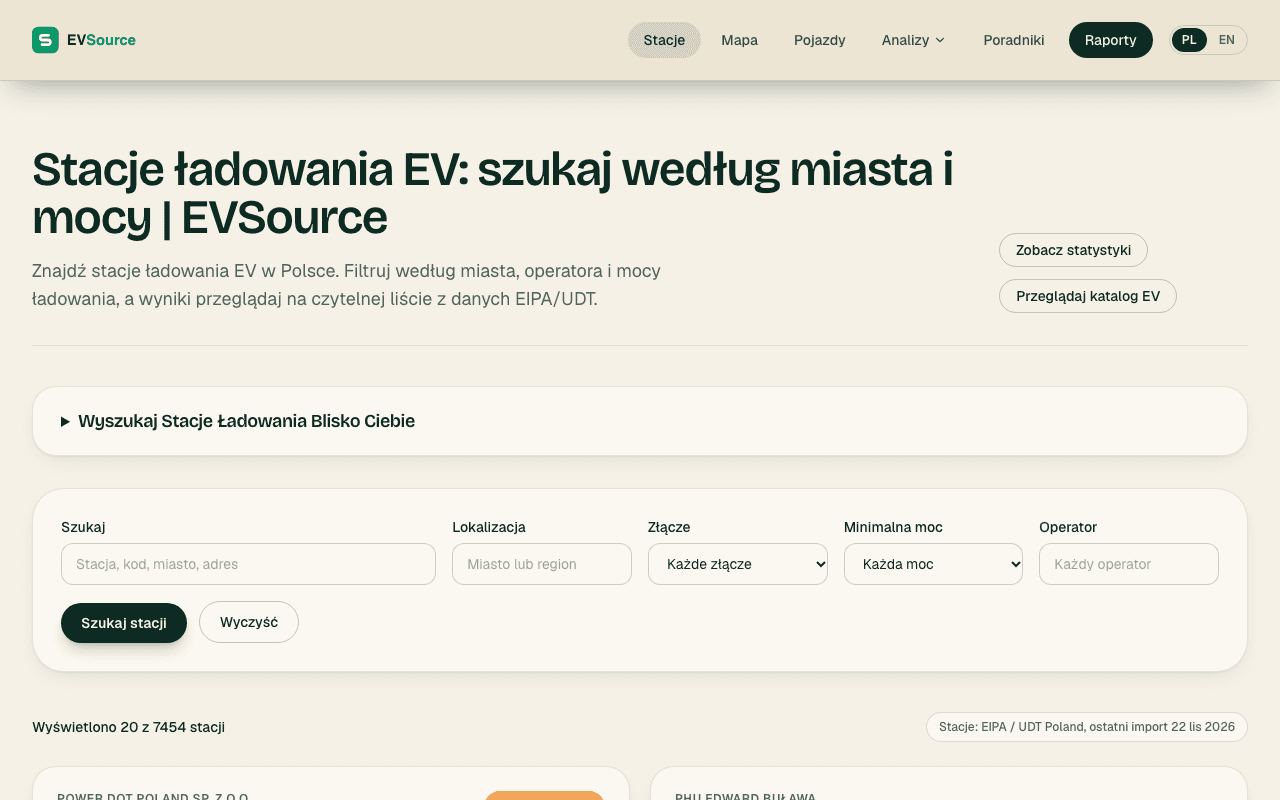 EVSource
Stacje
Mapa
Pojazdy
Analizy
Poradniki
Raporty
PL
EN
Stacje ładowania EV: szukaj według miasta i
mocy | EVSource
Znajdź stacje ładowania EV w Polsce. Filtruj według miasta, operatora i mocy
ładowania, a wyniki przeglądaj na czytelnej liście z danych EIPA/UDT.
Zobacz statystyki
Przeglądaj katalog EV
Wyszukaj Stacje Ładowania Blisko Ciebie
Szukaj
Lokalizacja
Złącze
Minimalna moc
Operator
Stacja, kod, miasto, adres
Miasto lub region
Każde złącze
Każda moc
Każdy operator
Szukaj stacji
Wyczyść
Wyświetlono 20 z 7454 stacji
Stacje: EIPA / UDT Poland, ostatni import 22 lis 2026
POWER DOT POLAND SP. Z O.O.
PHU EDWARD BUŁAWA